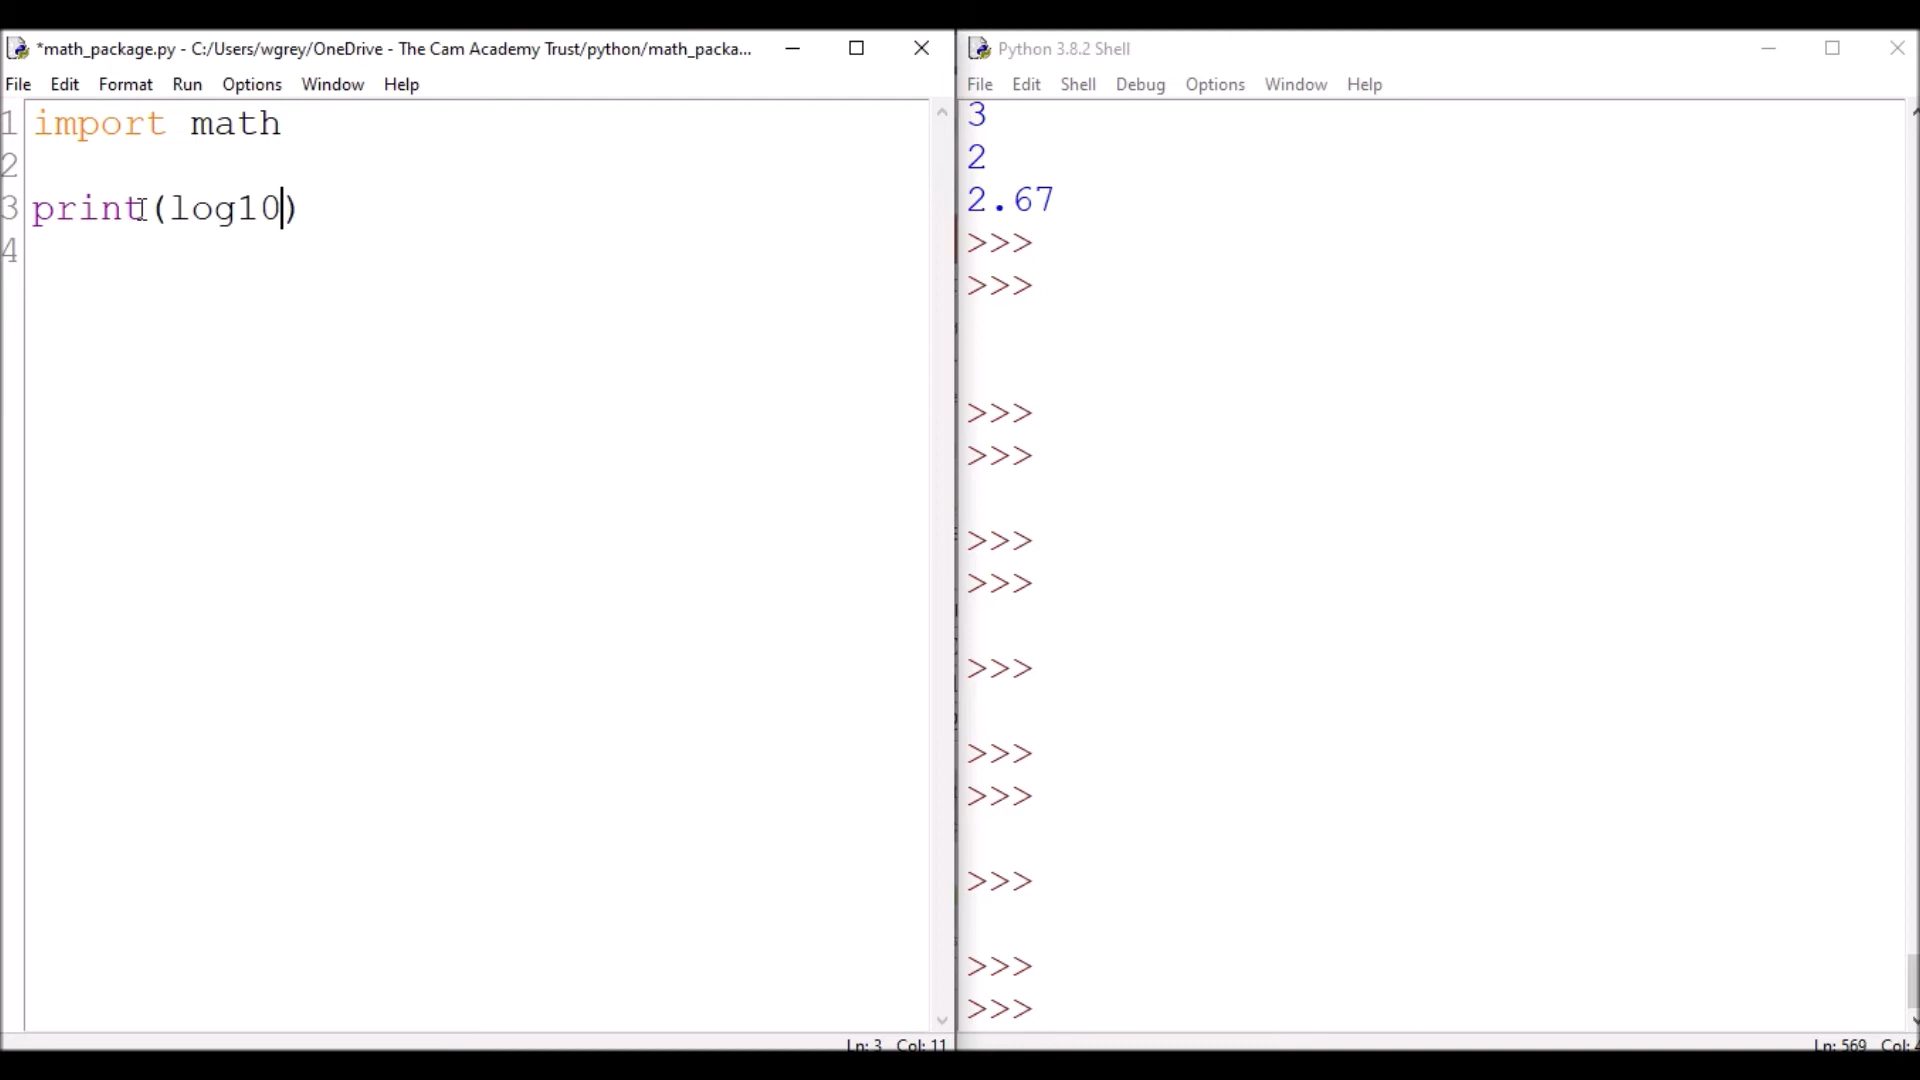 *math_package.py - C:/Users/wgrey/OneDrive - The Cam Academy Trust/python/math_packa...
File Edit Format Run Options Window Help
1 import math
2
3 print(log10)
4
Ln: 3 Col: 11
Python 3.8.2 Shell
File Edit Shell Debug Options Window Help
3
2
2.67
>>>
>>>
>>>
>>>
>>>
>>>
>>>
>>>
>>>
>>>
>>>
>>>
Ln: 569 Col: 4